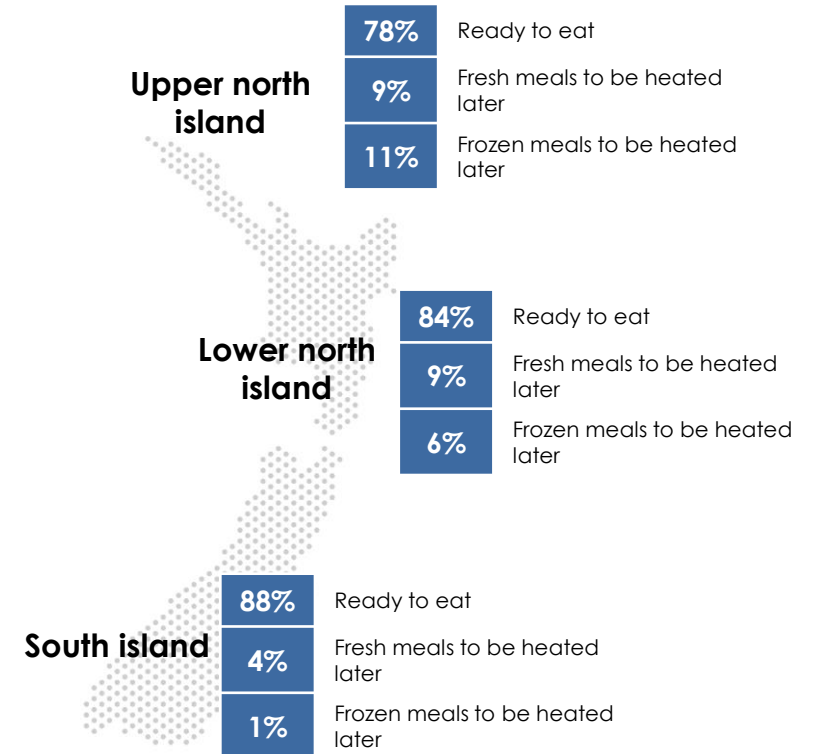 78% Ready to eat
Upper north
island
9% Fresh meals to be heated
later
11% Frozen meals to be heated
later
84% Ready to eat
Lower north
island
9% Fresh meals to be heated
later
6% Frozen meals to be heated
later
88% Ready to eat
South island
4% Fresh meals to be heated
later
1% Frozen meals to be heated
later